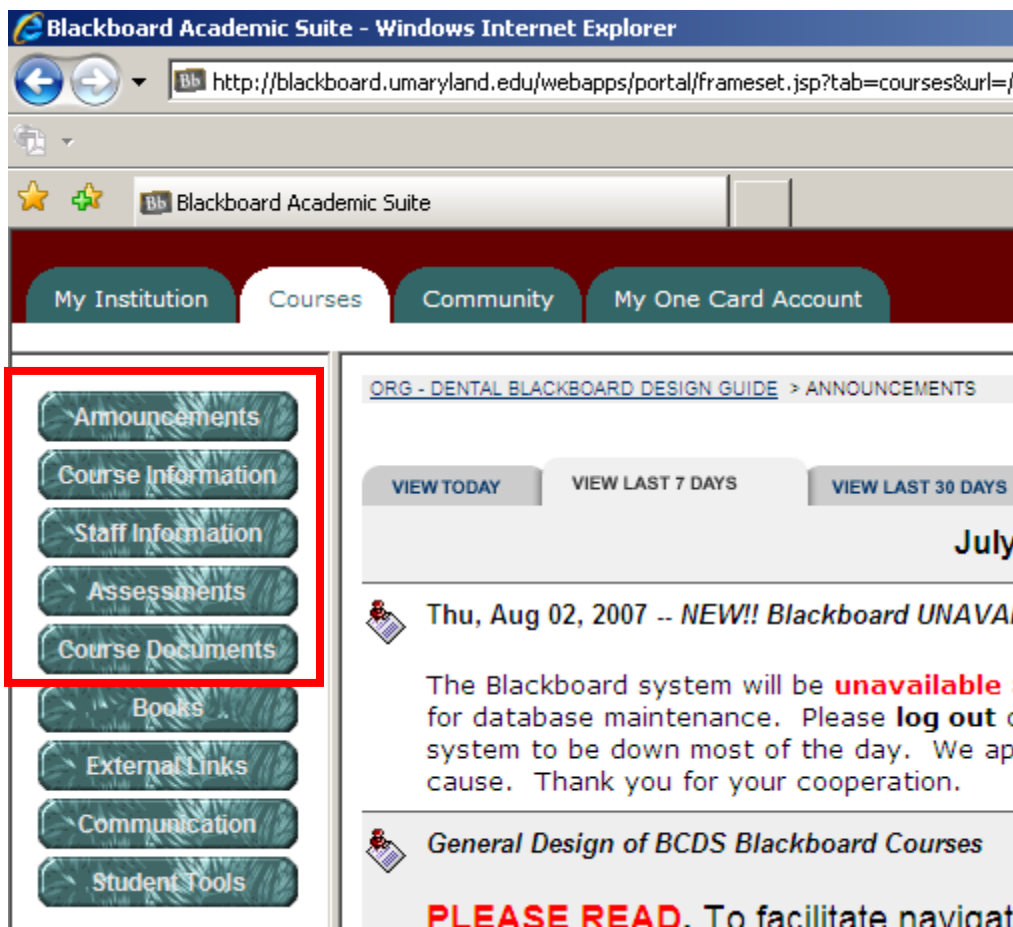 Blackboard Academic Suite - Windows Internet Explorer
Bb http://blackboard.umaryland.edu/webapps/portal/frameset.jsp?tab=courses&url=/
Bb Blackboard Academic Suite
My Institution Courses Community My One Card Account
ORG - DENTAL BLACKBOARD DESIGN GUIDE > ANNOUNCEMENTS
Announcements
Course Information
Staff Information
Assessments
Course Documents
Books
External Links
Communication
Student Tools
VIEW TODAY VIEW LAST 7 DAYS VIEW LAST 30 DAYS
July
Thu, Aug 02, 2007 -- NEW!! Blackboard UNAVA
The Blackboard system will be unavailable
for database maintenance. Please log out
system to be down most of the day. We ap
cause. Thank you for your cooperation.
General Design of BCDS Blackboard Courses
PLEASE READ. To facilitate navigat